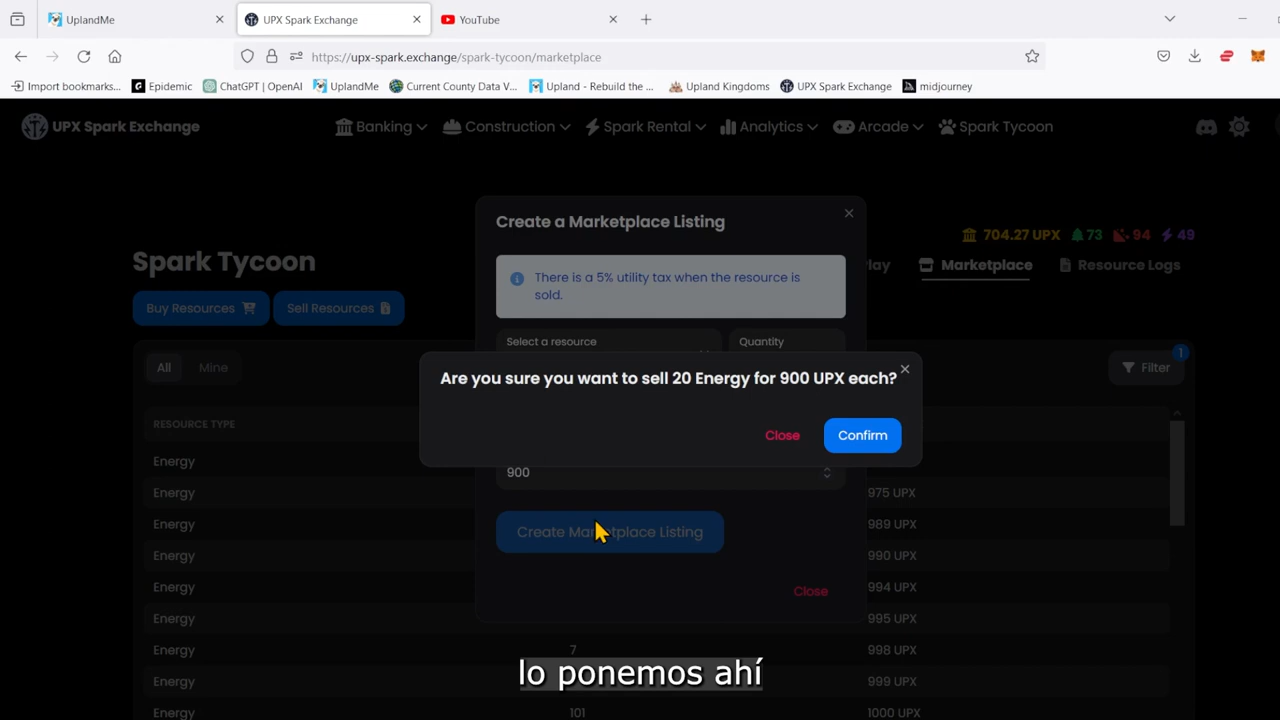 UplandMe
UPX Spark Exchange
YouTube
https://upx-spark.exchange/spark-tycoon/marketplace
Import bookmarks...
Epidemic
ChatGPT | OpenAI
UplandMe
Current County Data V...
Upland - Rebuild the ...
Upland Kingdoms
UPX Spark Exchange
midjourney
UPX Spark Exchange
Banking
Construction
Spark Rental
Analytics
Arcade
Spark Tycoon
Create a Marketplace Listing
704.27 UPX
73
94
49
There is a 5% utility tax when the resource is
sold.
Spark Tycoon
lay
Marketplace
Resource Logs
Buy Resources
Sell Resources
Select a resource
Quantity
All
Mine
1
Filter
Are you sure you want to sell 20 Energy for 900 UPX each?
Close
Confirm
RESOURCE TYPE
Energy
900
Energy
975 UPX
Energy
989 UPX
Create Marketplace Listing
Energy
990 UPX
Energy
994 UPX
Close
Energy
995 UPX
Energy
7
998 UPX
Energy
999 UPX
Energy
101
1000 UPX
lo ponemos ahí